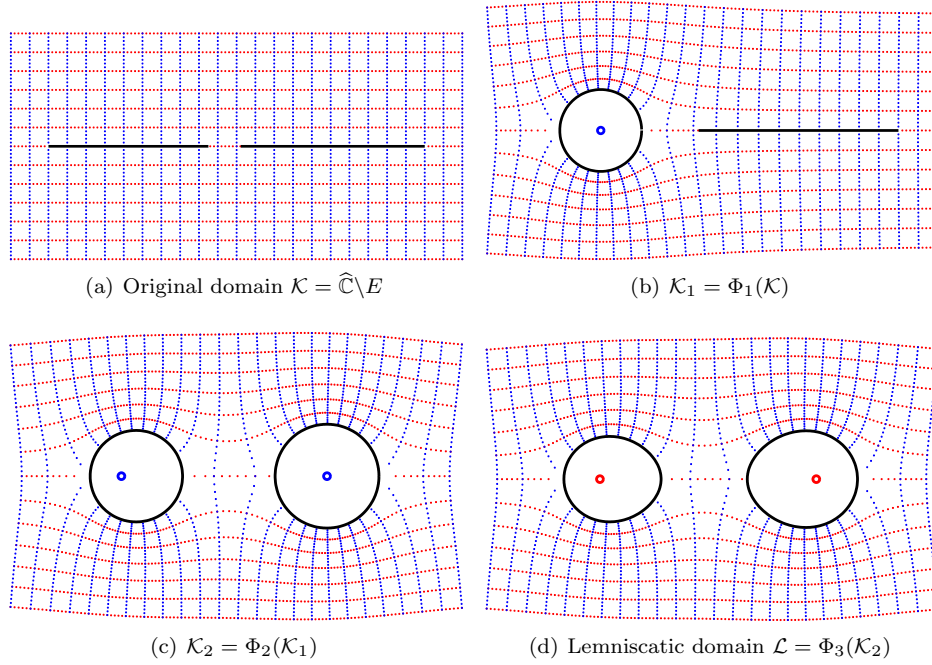 (a) Original domain 𝒦 = Ĉ\E
(b) 𝒦₁ = Φ₁(𝒦)
(c) 𝒦₂ = Φ₂(𝒦₁)
(d) Lemniscatic domain ℒ = Φ₃(𝒦₂)